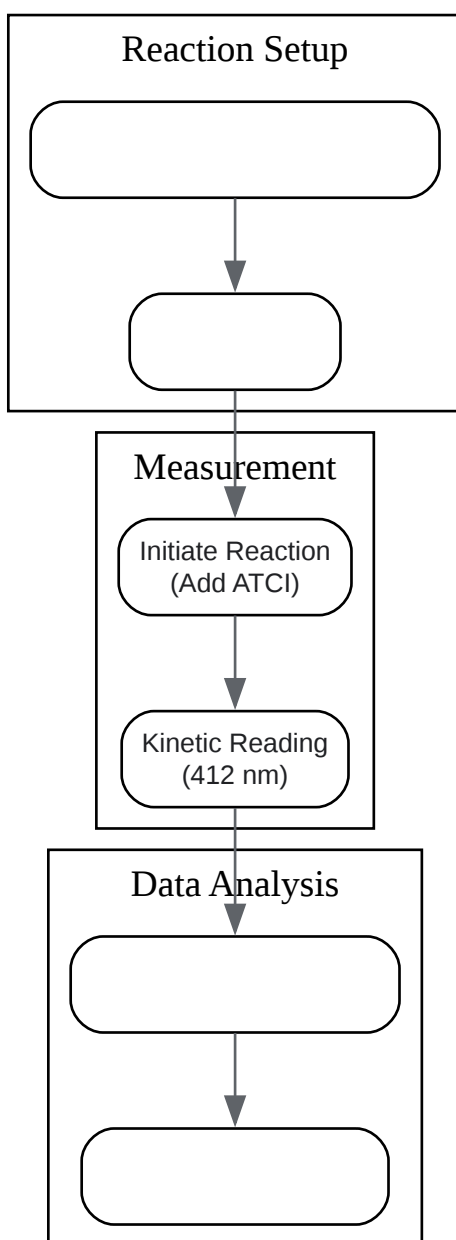 Reaction Setup
Measurement
Initiate Reaction
(Add ATCI)
Kinetic Reading
(412 nm)
Data Analysis